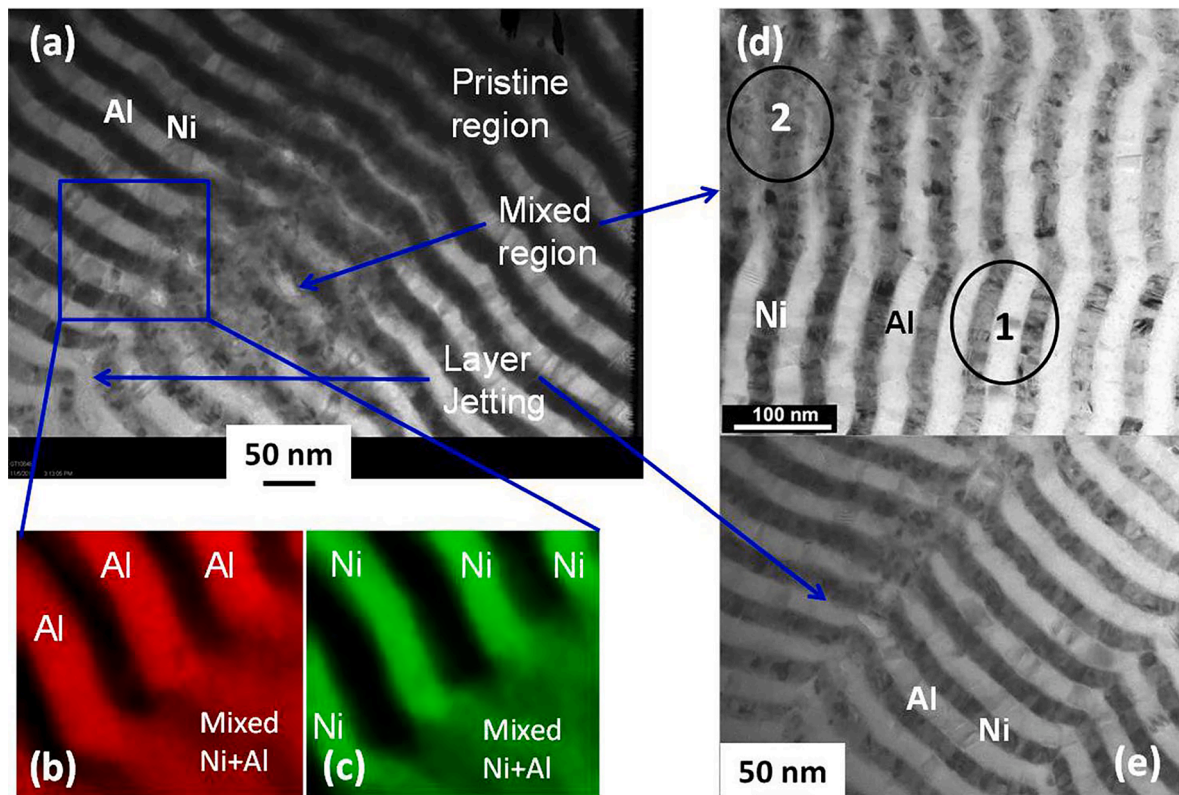 (a)
Al
Ni
Pristine
region
Mixed
region
Layer
Jetting
50 nm
(b)
Al
Al
Al
Mixed
Ni+Al
(c)
Ni
Ni
Ni
Ni
Mixed
Ni+Al
(d)
2
1
Ni
Al
100 nm
Al
Ni
(e)
50 nm